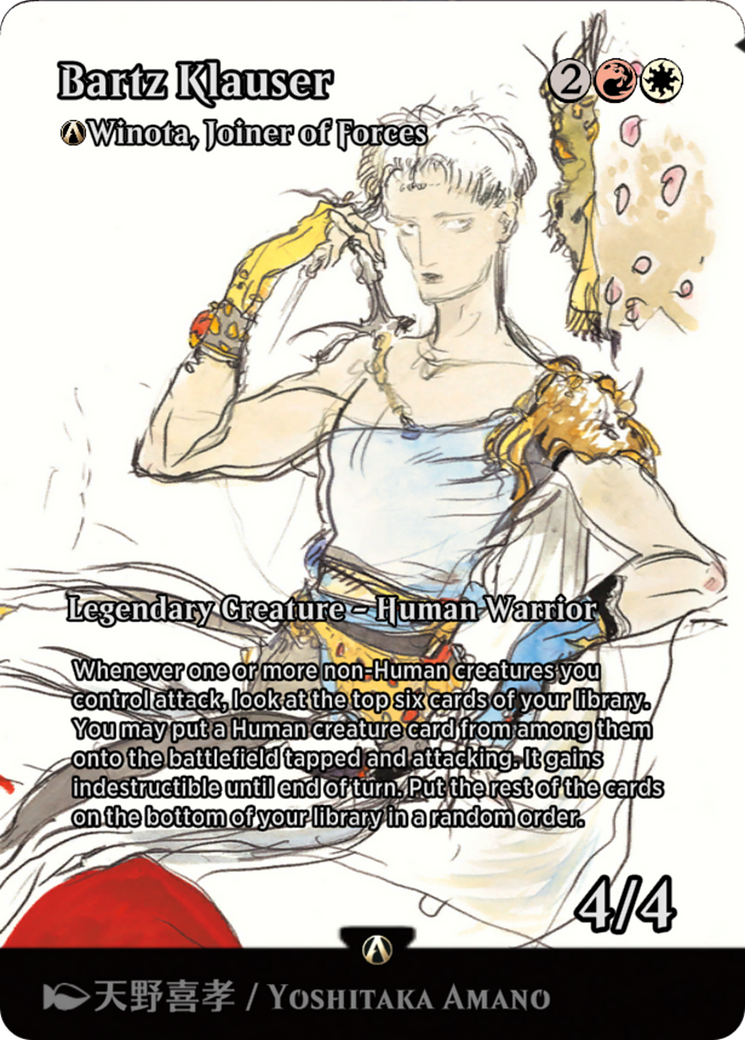 Bartz Klauser 2
Winota, Joiner of Forces
Legendary Creature – Human Warrior
Whenever one or more non-Human creatures you
control attack, look at the top six cards of your library.
You may put a Human creature card from among them
onto the battlefield tapped and attacking. It gains
indestructible until end of turn. Put the rest of the cards
on the bottom of your library in a random order.
4/4
天野喜孝 / Yoshitaka Amano